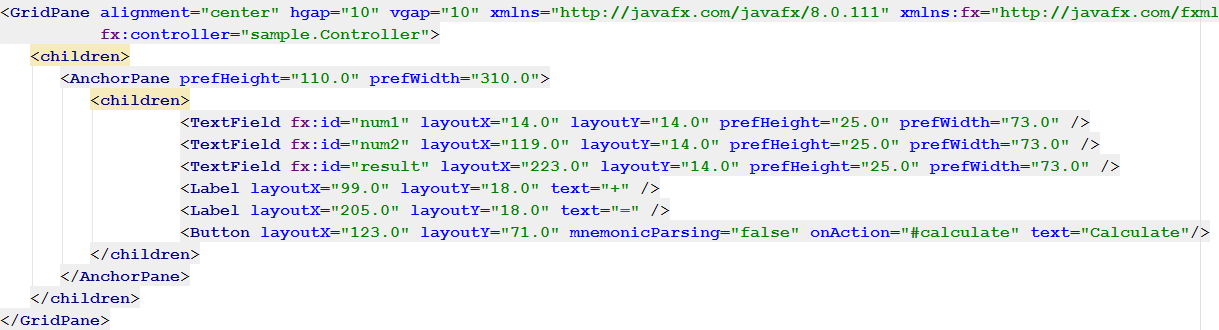 <GridPane alignment="center" hgap="10" vgap="10" xmlns="http://javafx.com/javafx/8.0.111" xmlns:fx="http://javafx.com/fxml
fx:controller="sample.Controller">
<children>
<AnchorPane prefHeight="110.0" prefWidth="310.0">
<children>
<TextField fx:id="num1" layoutX="14.0" layoutY="14.0" prefHeight="25.0" prefWidth="73.0" />
<TextField fx:id="num2" layoutX="119.0" layoutY="14.0" prefHeight="25.0" prefWidth="73.0" />
<TextField fx:id="result" layoutX="223.0" layoutY="14.0" prefHeight="25.0" prefWidth="73.0" />
<Label layoutX="99.0" layoutY="18.0" text="+" />
<Label layoutX="205.0" layoutY="18.0" text="=" />
<Button layoutX="123.0" layoutY="71.0" mnemonicParsing="false" onAction="#calculate" text="Calculate"/>
</children>
</AnchorPane>
</children>
</GridPane>